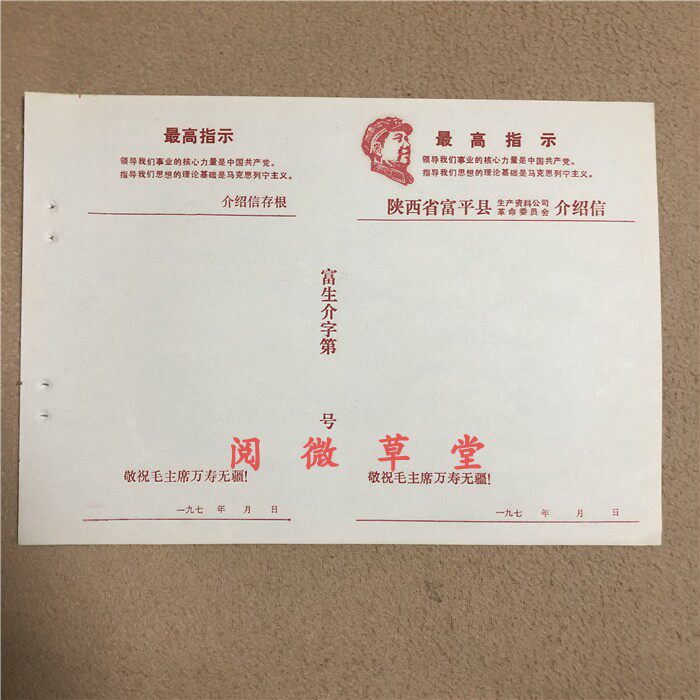 最高指示
领导我们事业的核心力量是中国共产党。
指导我们思想的理论基础是马克思列宁主义。
介绍信存根
敬祝毛主席万寿无疆!
一九七 年 月 日
富生介字第 号
最高指示
领导我们事业的核心力量是中国共产党。
指导我们思想的理论基础是马克思列宁主义。
陕西省富平县 生产资料公司 革命委员会 介绍信
敬祝毛主席万寿无疆!
一九七 年 月 日
阅微草堂